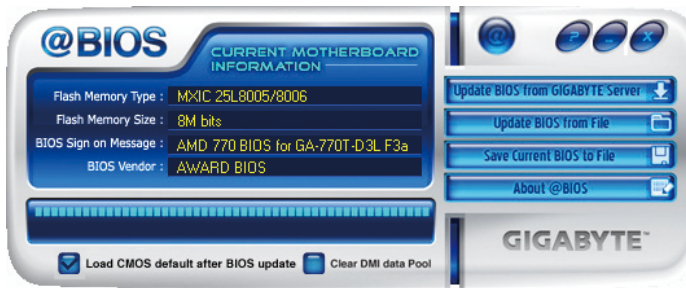 @BIOS
CURRENT MOTHERBOARD
INFORMATION
Flash Memory Type : MXIC 25L8005/8006
Flash Memory Size : 8M bits
BIOS Sign on Message : AMD 770 BIOS for GA-770T-D3L F3a
BIOS Vendor : AWARD BIOS
Load CMOS default after BIOS update
Clear DMI data Pool
@
? - X
Update BIOS from GIGABYTE Server
Update BIOS from File
Save Current BIOS to File
About @BIOS
GIGABYTE™